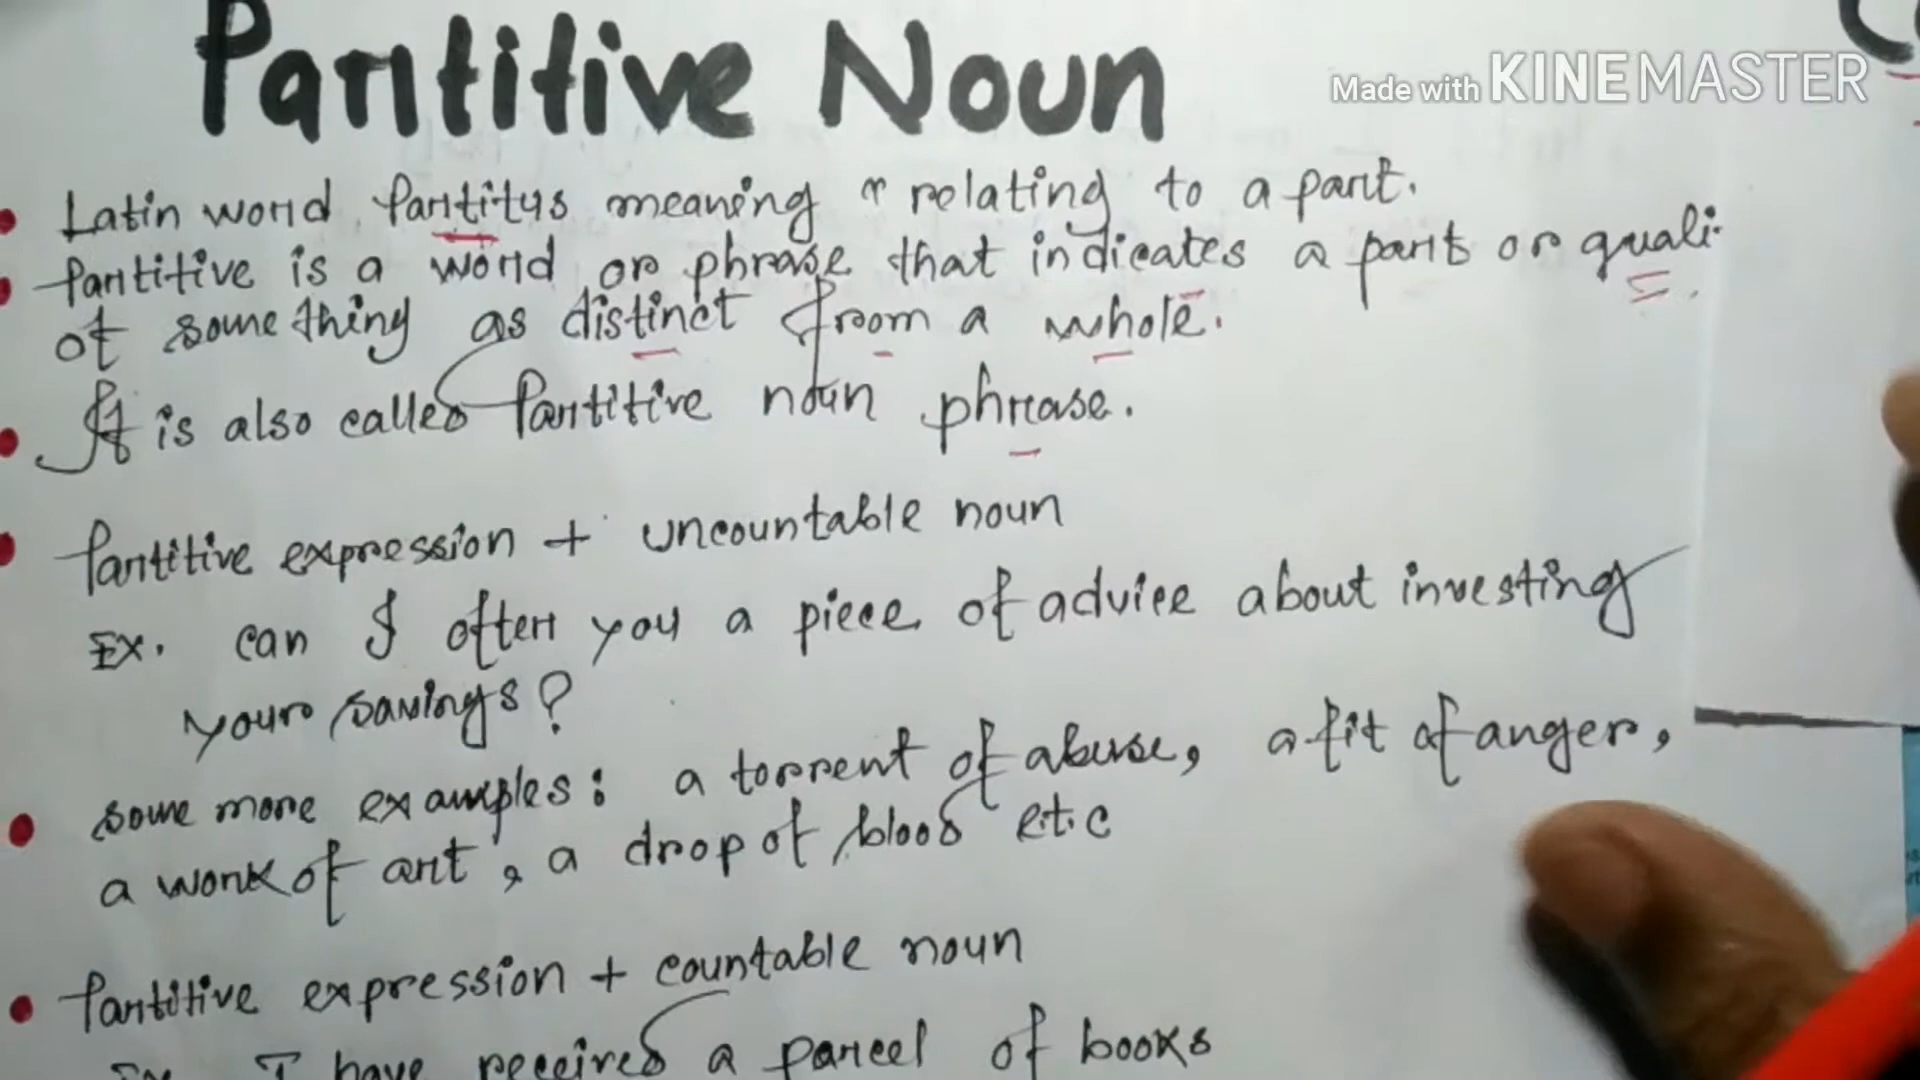 Partitive Noun
Made with KINEMASTER
Latin word Partitus meaning relating to a part.
Partitive is a word or phrase that indicates a part or quali
of something as distinct from a whole.
It is also called Partitive noun phrase.
Partitive expression + uncountable noun
Ex. can I offer you a piece of advice about investing
your savings?
some more examples: a torrent of abuse, a fit of anger,
a work of art, a drop of blood etc
Partitive expression + countable noun
Ex. I have received a parcel of books